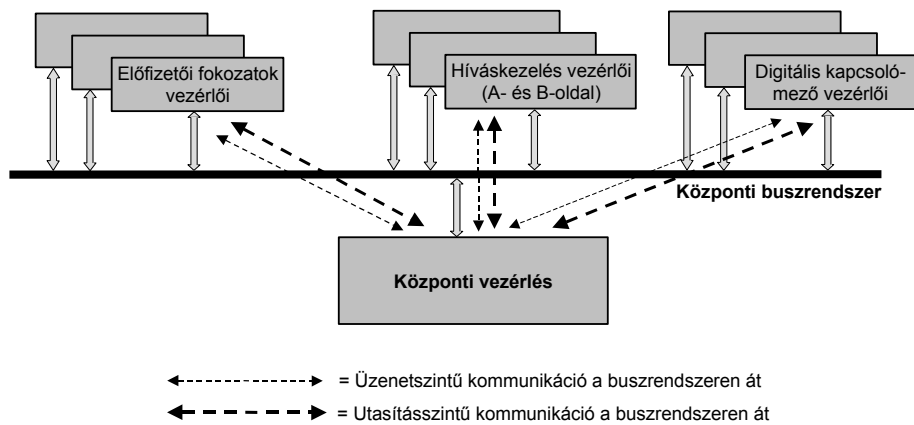 Előfizetői fokozatok
vezérlői
Híváskezelés vezérlői
(A- és B-oldal)
Digitális kapcsoló-
mező vezérlői
Központi buszrendszer
Központi vezérlés
= Üzenetszintű kommunikáció a buszrendszeren át
= Utasításszintű kommunikáció a buszrendszeren át